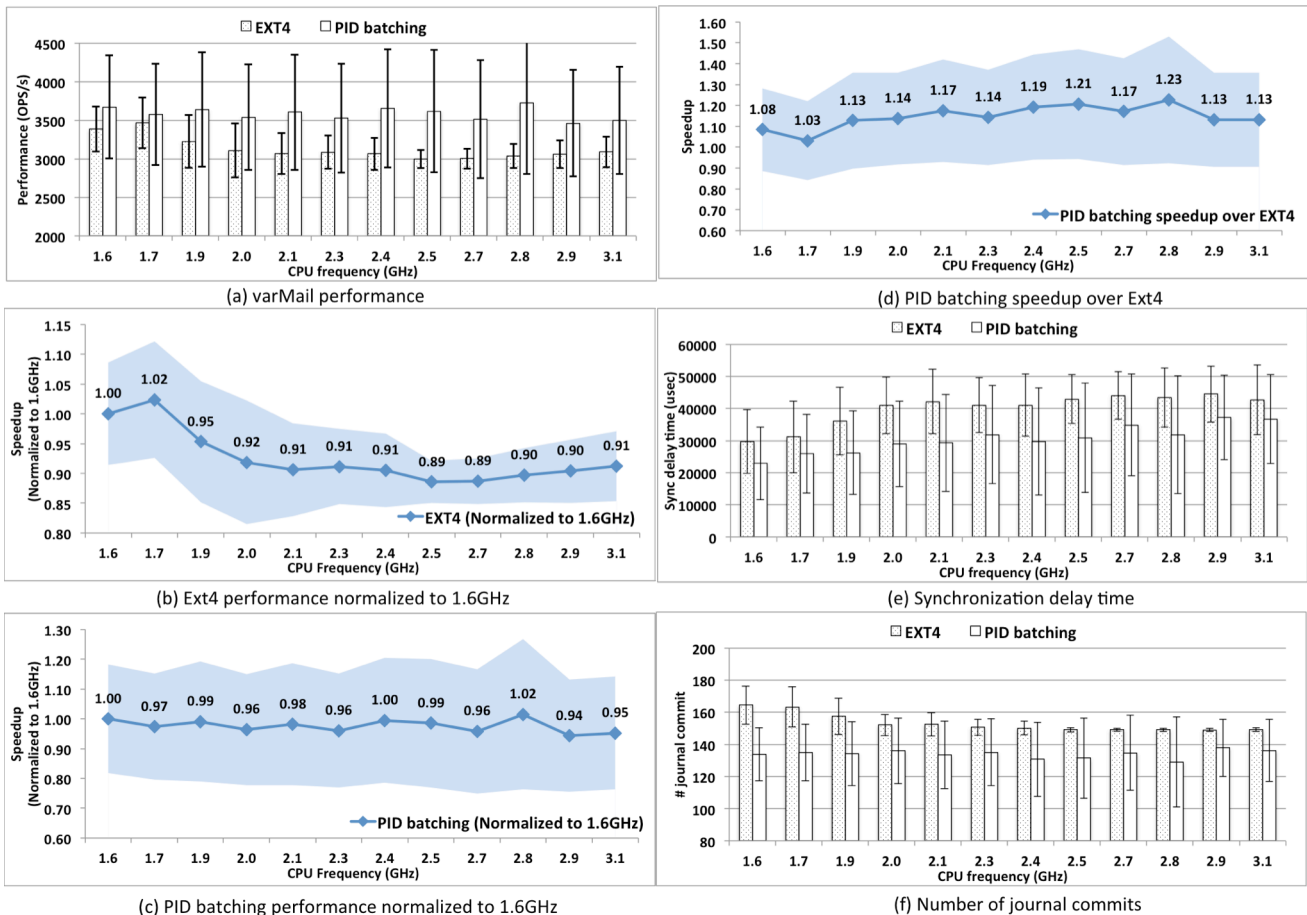 EXT4 PID batching
4500
4000
3500
3000
2500
2000
Performance (OPS/s)
1.6 1.7 1.9 2.0 2.1 2.3 2.4 2.5 2.7 2.8 2.9 3.1
CPU frequency (GHz)
(a) varMail performance
1.15
1.10
1.05
1.00
0.95
0.90
0.85
0.80
Speedup
(Normalized to 1.6GHz)
1.00 1.02 0.95 0.92 0.91 0.91 0.91 0.89 0.89 0.90 0.90 0.91
EXT4 (Normalized to 1.6GHz)
1.6 1.7 1.9 2.0 2.1 2.3 2.4 2.5 2.7 2.8 2.9 3.1
CPU Frequency (GHz)
(b) Ext4 performance normalized to 1.6GHz
1.30
1.20
1.10
1.00
0.90
0.80
0.70
0.60
Speedup
(Normalized to 1.6GHz)
1.00 0.97 0.99 0.96 0.98 0.96 1.00 0.99 0.96 1.02 0.94 0.95
PID batching (Normalized to 1.6GHz)
1.6 1.7 1.9 2.0 2.1 2.3 2.4 2.5 2.7 2.8 2.9 3.1
CPU Frequency (GHz)
(c) PID batching performance normalized to 1.6GHz
1.60
1.50
1.40
1.30
1.20
1.10
1.00
0.90
0.80
0.70
0.60
Speedup
1.08 1.03 1.13 1.14 1.17 1.14 1.19 1.21 1.17 1.23 1.13 1.13
PID batching speedup over EXT4
1.6 1.7 1.9 2.0 2.1 2.3 2.4 2.5 2.7 2.8 2.9 3.1
CPU Frequency (GHz)
(d) PID batching speedup over Ext4
EXT4 PID batching
60000
50000
40000
30000
20000
10000
0
Sync delay time (usec)
1.6 1.7 1.9 2.0 2.1 2.3 2.4 2.5 2.7 2.8 2.9 3.1
CPU frequency (GHz)
(e) Synchronization delay time
EXT4 PID batching
200
180
160
140
120
100
80
# journal commit
1.6 1.7 1.9 2.0 2.1 2.3 2.4 2.5 2.7 2.8 2.9 3.1
CPU frequency (GHz)
(f) Number of journal commits